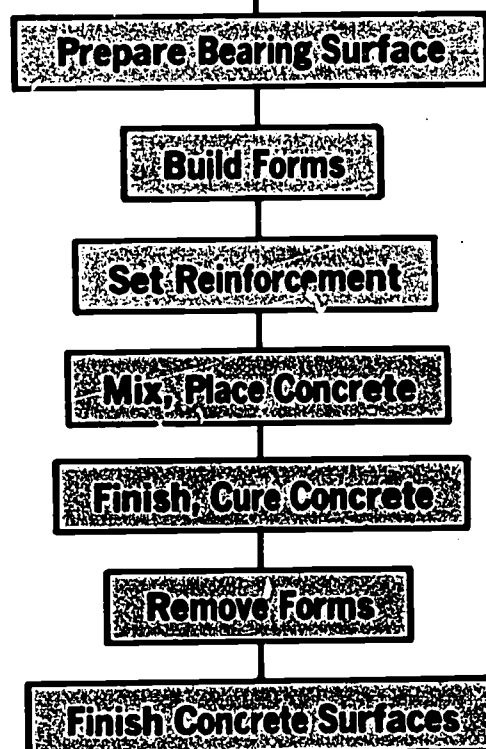 Prepare Bearing Surface
Build Forms
Set Reinforcement
Mix, Place Concrete
Finish, Cure Concrete
Remove Forms
Finish Concrete Surfaces